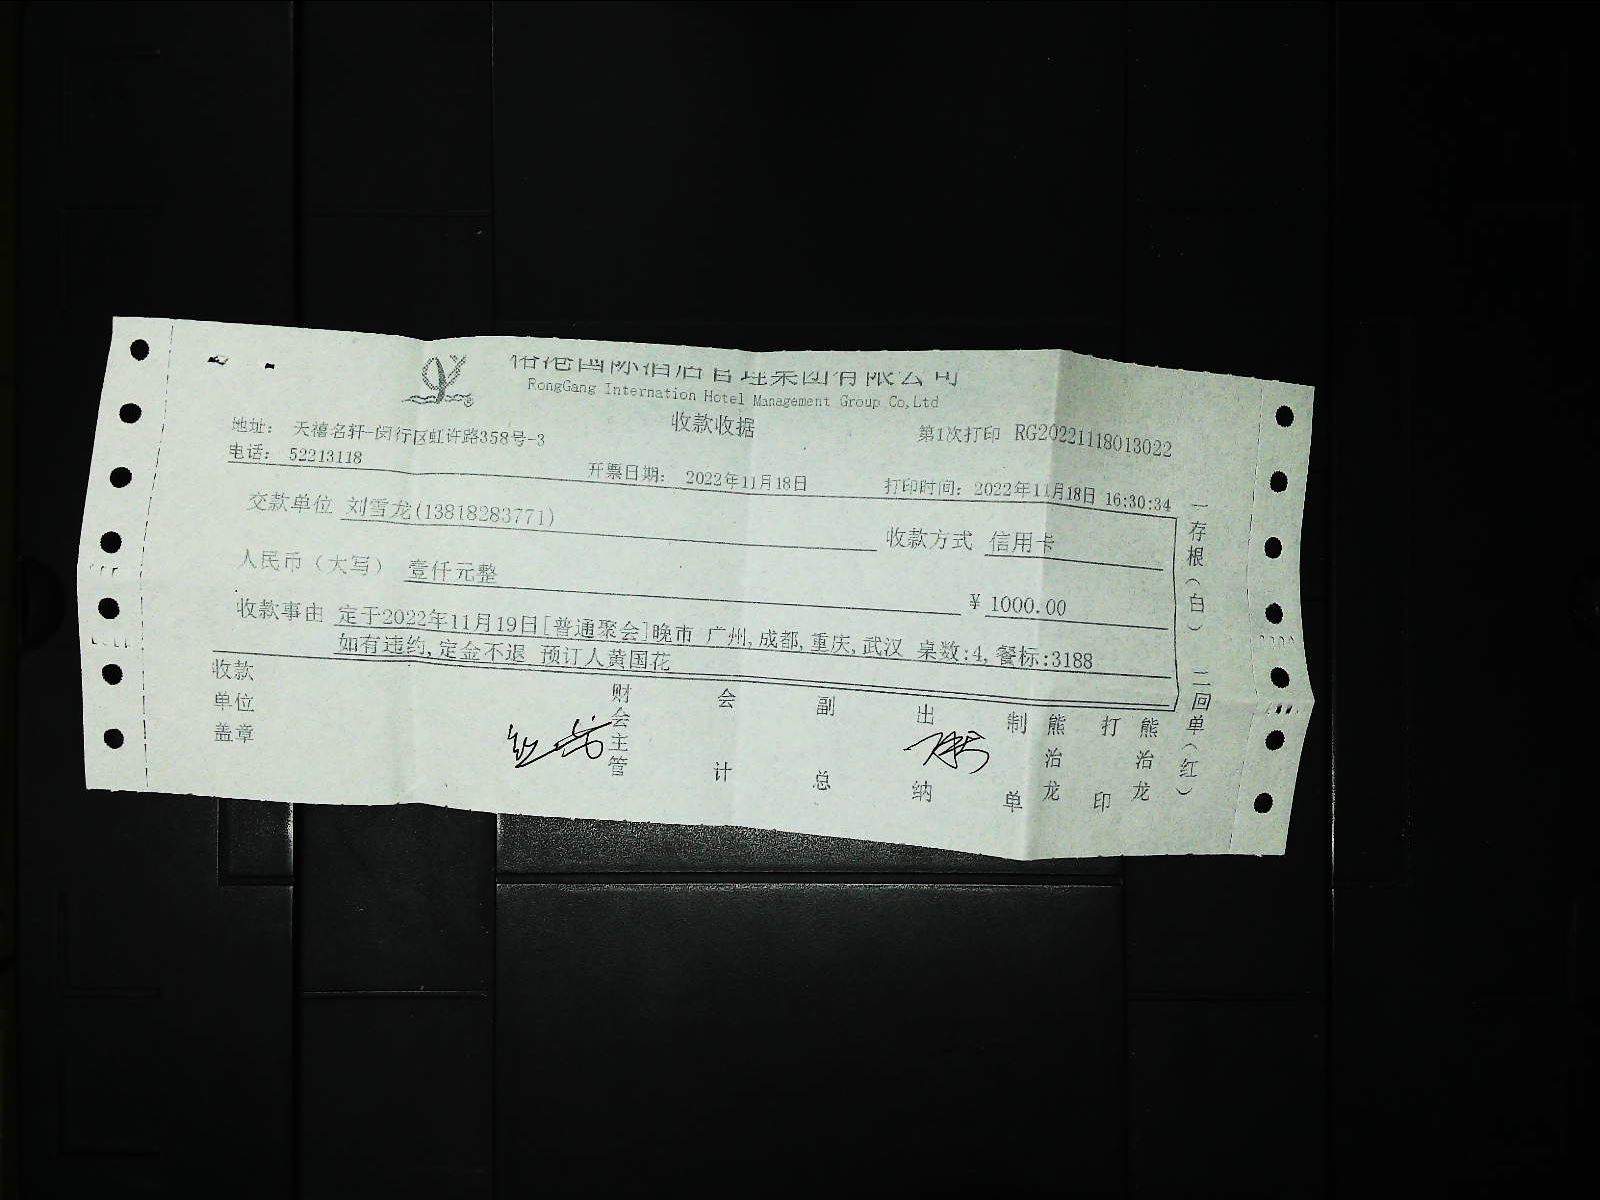 国际酒店管理集团有限公司
RongGang Internation Hotel Management Group Co,Ltd
收款收据
地址: 天禧名轩-闵行区虹许路358号-3
第1次打印 RG20221118013022
电话: 52213118
开票日期: 2022年11月18日
打印时间: 2022年11月18日 16:30:34
交款单位 刘雪龙(13818283771)
收款方式 信用卡
人民币（大写） 壹仟元整
¥ 1000.00
收款事由 定于2022年11月19日[普通聚会]晚市 广州,成都,重庆,武汉 桌数:4,餐标:3188
如有违约,定金不退 预订人黄国花
收款单位盖章
财会主管
会计
副总
出纳
制单
熊治龙
打印
熊治龙
一存根（白） 二回单（红）